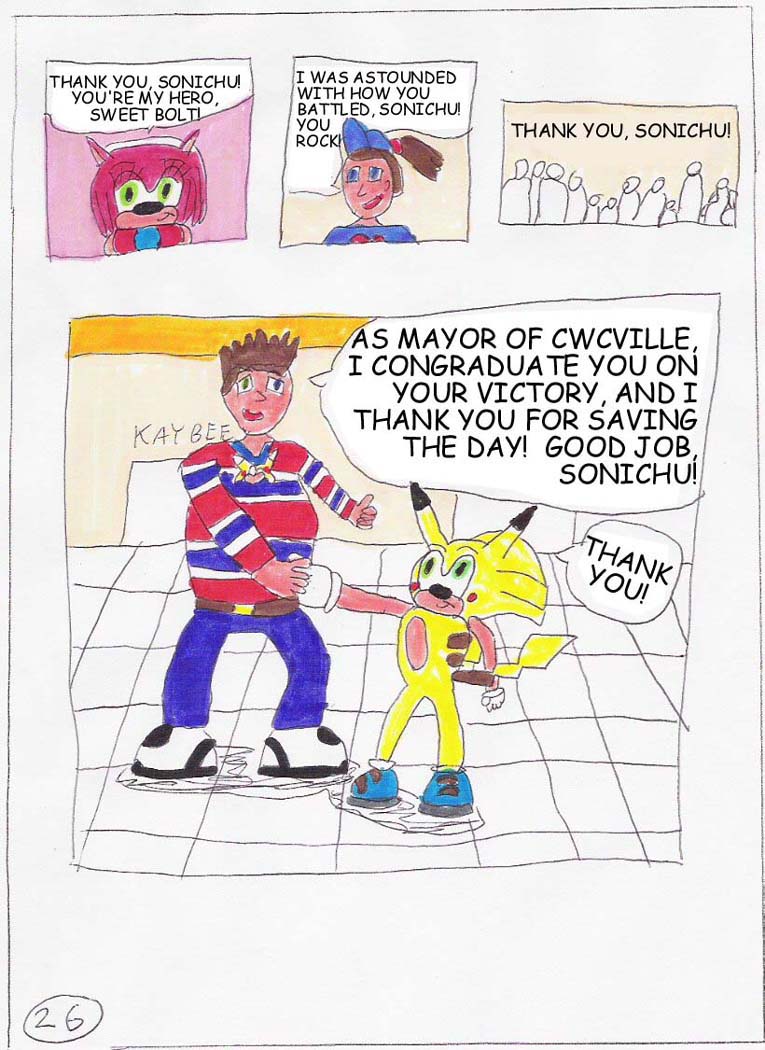 THANK YOU, SONICHU!
YOU'RE MY HERO,
SWEET BOLT!
I WAS ASTOUNDED
WITH HOW YOU
BATTLED, SONICHU!
YOU
ROCK!
THANK YOU, SONICHU!
AS MAYOR OF CWCVILLE,
I CONGRADUATE YOU ON
YOUR VICTORY, AND I
THANK YOU FOR SAVING
THE DAY! GOOD JOB,
SONICHU!
KAY BEE
THANK
YOU!
26